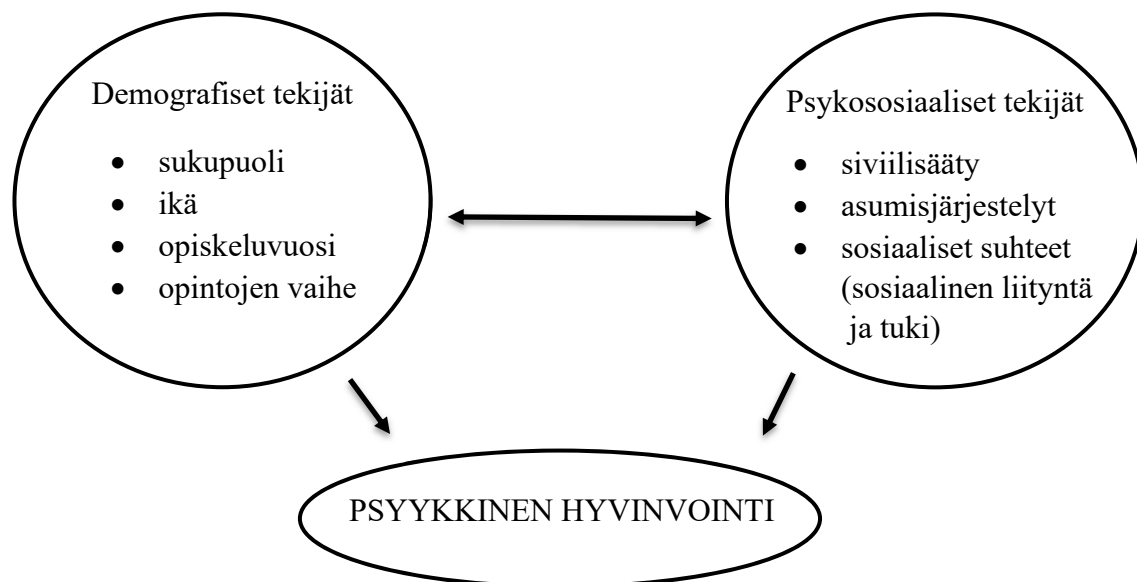 Demografiset tekijät
• sukupuoli
• ikä
• opiskeluvuosi
• opintojen vaihe
Psykososiaaliset tekijät
• siviilisääty
• asumisjärjestelyt
• sosiaaliset suhteet
(sosiaalinen liityntä
ja tuki)
PSYYKKINEN HYVINVOINTI